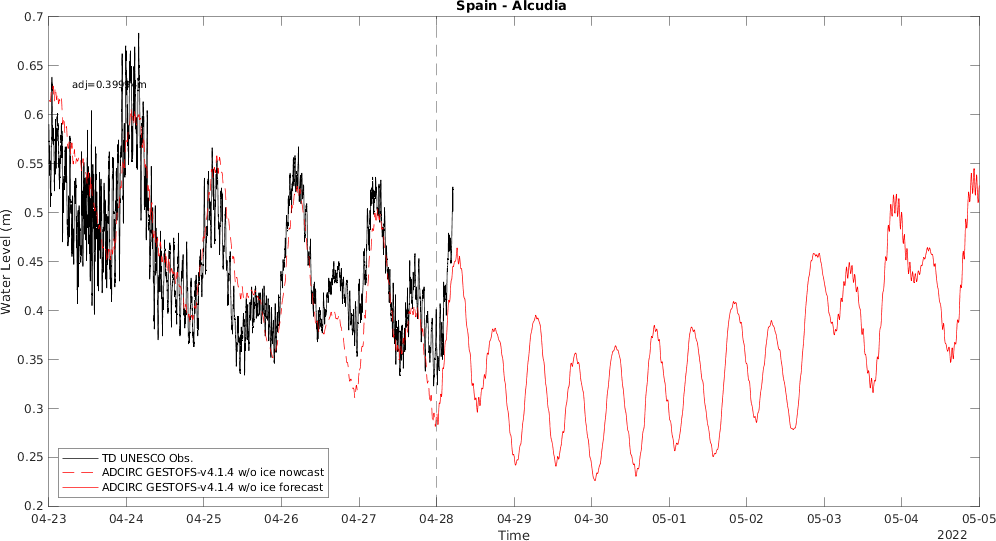 Spain - Alcudia
Water Level (m)
0.7
0.65
0.6
0.55
0.5
0.45
0.4
0.35
0.3
0.25
0.2
TD UNESCO Obs.
ADCIRC GESTOFS-v4.1.4 w/o ice nowcast
ADCIRC GESTOFS-v4.1.4 w/o ice forecast
04-23 04-24 04-25 04-26 04-27 04-28 04-29 04-30 05-01 05-02 05-03 05-04 05-05
Time
2022